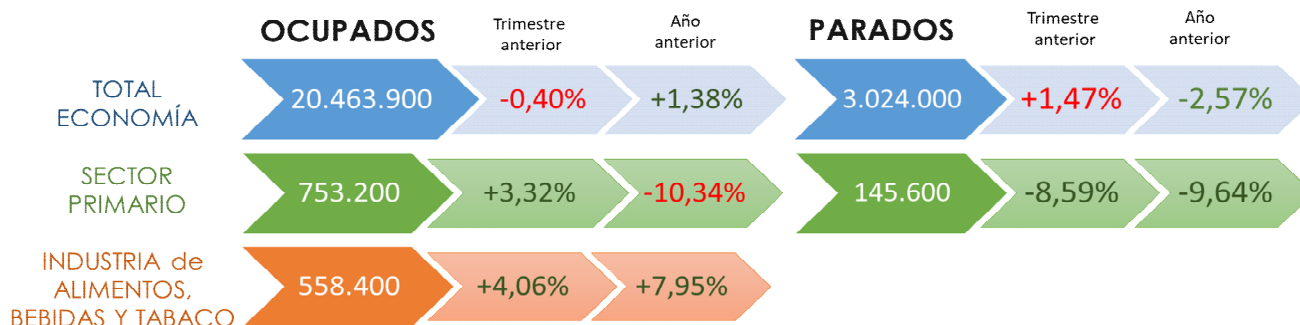 OCUPADOS Trimestre anterior Año anterior PARADOS Trimestre anterior Año anterior
TOTAL
ECONOMÍA
20.463.900 -0,40% +1,38% 3.024.000 +1,47% -2,57%
SECTOR
PRIMARIO
753.200 +3,32% -10,34% 145.600 -8,59% -9,64%
INDUSTRIA de
ALIMENTOS,
BEBIDAS Y TABACO
558.400 +4,06% +7,95%